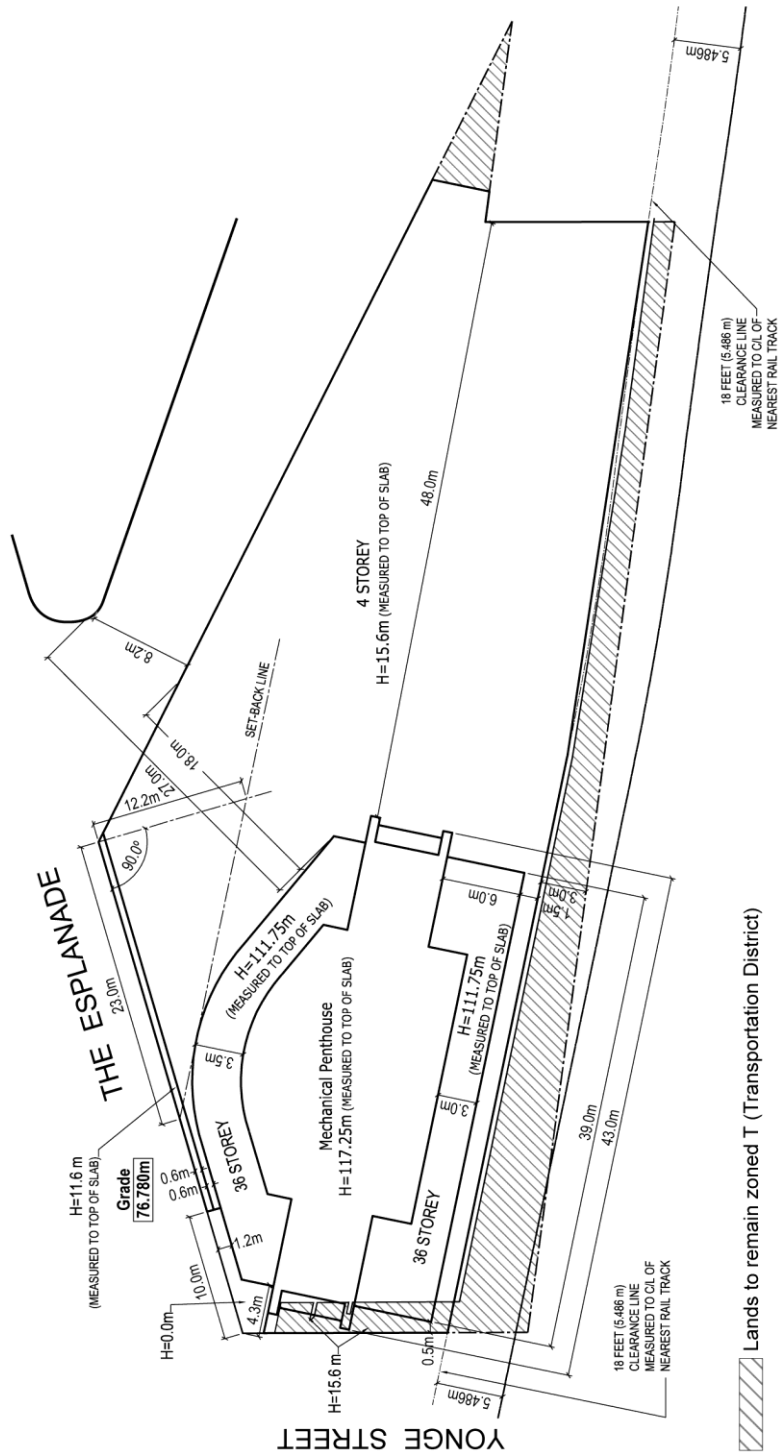 YONGE STREET
THE ESPLANADE
H=11.6 m
(MEASURED TO TOP OF SLAB)
Grade
76.780m
H=0.0m
10.0m
4.3m
1.2m
0.6m
0.6m
23.0m
90.0º
12.2m
27.0m
18.0m
8.2m
SET-BACK LINE
36 STOREY
3.5m
H=111.75m
(MEASURED TO TOP OF SLAB)
Mechanical Penthouse
H=117.25m (MEASURED TO TOP OF SLAB)
4 STOREY
H=15.6m (MEASURED TO TOP OF SLAB)
48.0m
36 STOREY
3.0m
H=111.75m
(MEASURED TO TOP OF SLAB)
6.0m
1.5m
3.0m
H=15.6 m
0.5m
39.0m
43.0m
5.486m
18 FEET (5.486 m)
CLEARANCE LINE
MEASURED TO C/L OF
NEAREST RAIL TRACK
18 FEET (5.486 m)
CLEARANCE LINE
MEASURED TO C/L OF
NEAREST RAIL TRACK
5.486m
Lands to remain zoned T (Transportation District)